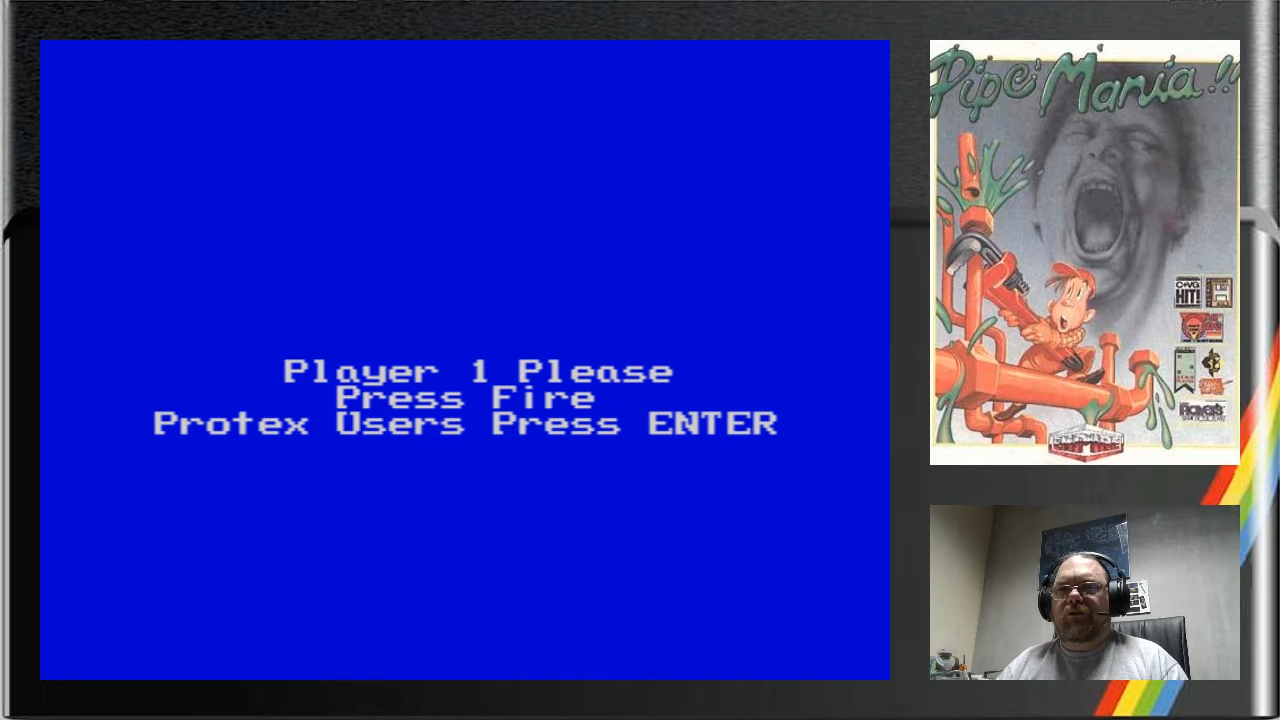 Player 1 Please
Press Fire
Protex Users Press ENTER
Pipe Mania!!
C+VG
HIT!